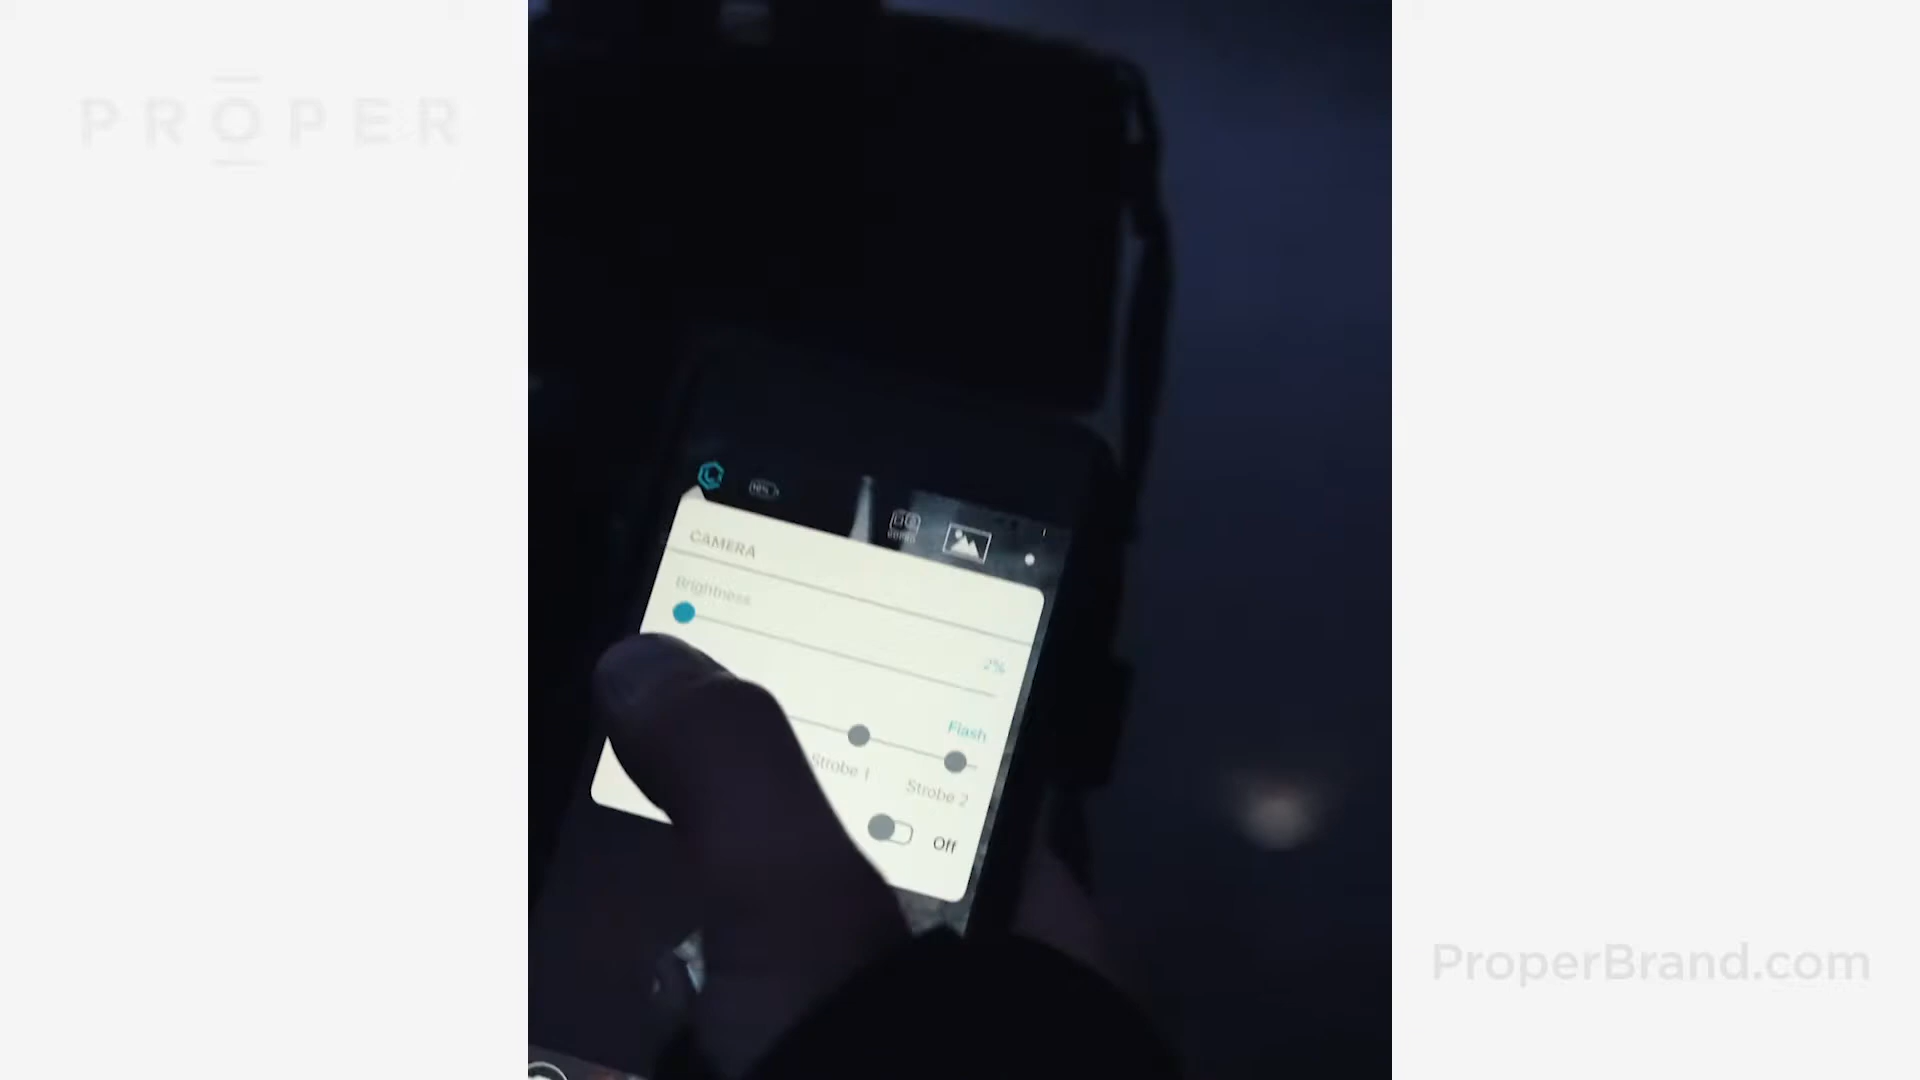 PROPER
CAMERA
Brightness
2%
Flash
Strobe 1
Strobe 2
Off
ProperBrand.com